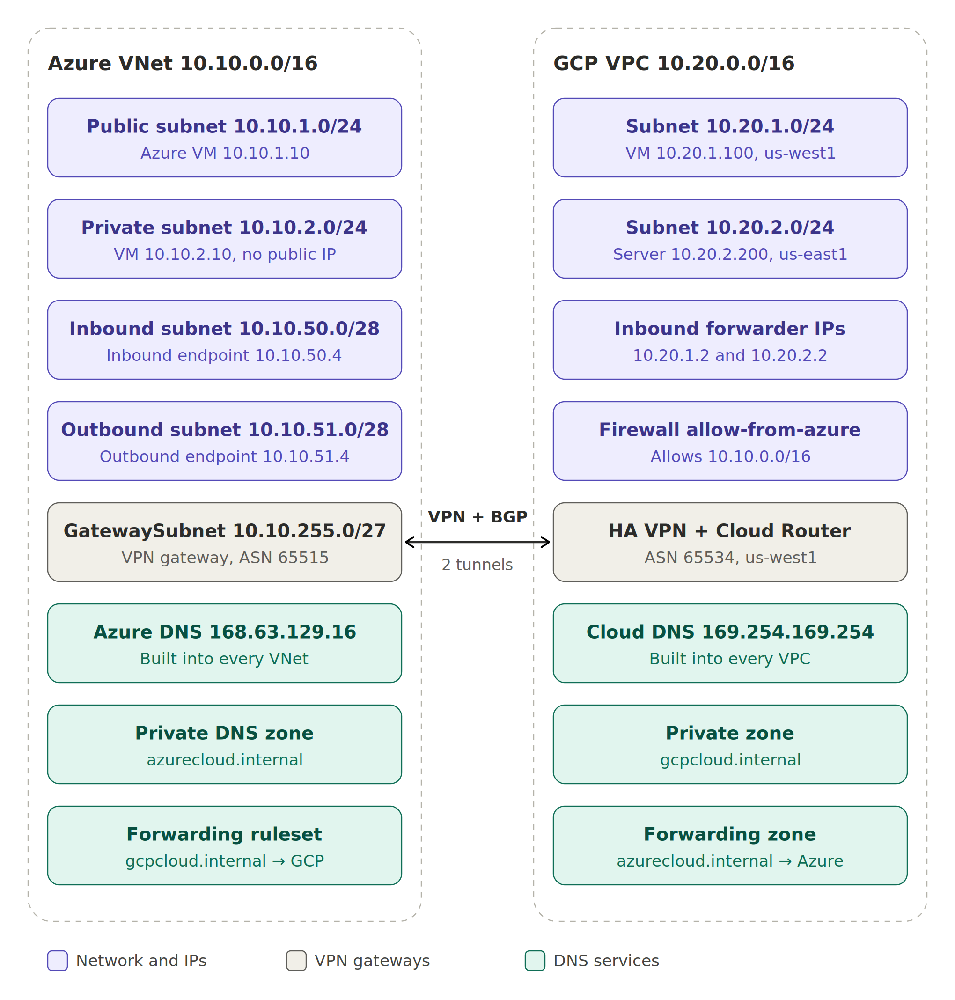 Azure VNet 10.10.0.0/16
Public subnet 10.10.1.0/24
Azure VM 10.10.1.10
Private subnet 10.10.2.0/24
VM 10.10.2.10, no public IP
Inbound subnet 10.10.50.0/28
Inbound endpoint 10.10.50.4
Outbound subnet 10.10.51.0/28
Outbound endpoint 10.10.51.4
GatewaySubnet 10.10.255.0/27
VPN gateway, ASN 65515
Azure DNS 168.63.129.16
Built into every VNet
Private DNS zone
azurecloud.internal
Forwarding ruleset
gcpcloud.internal → GCP
VPN + BGP
2 tunnels
GCP VPC 10.20.0.0/16
Subnet 10.20.1.0/24
VM 10.20.1.100, us-west1
Subnet 10.20.2.0/24
Server 10.20.2.200, us-east1
Inbound forwarder IPs
10.20.1.2 and 10.20.2.2
Firewall allow-from-azure
Allows 10.10.0.0/16
HA VPN + Cloud Router
ASN 65534, us-west1
Cloud DNS 169.254.169.254
Built into every VPC
Private zone
gcpcloud.internal
Forwarding zone
azurecloud.internal → Azure
Network and IPs
VPN gateways
DNS services